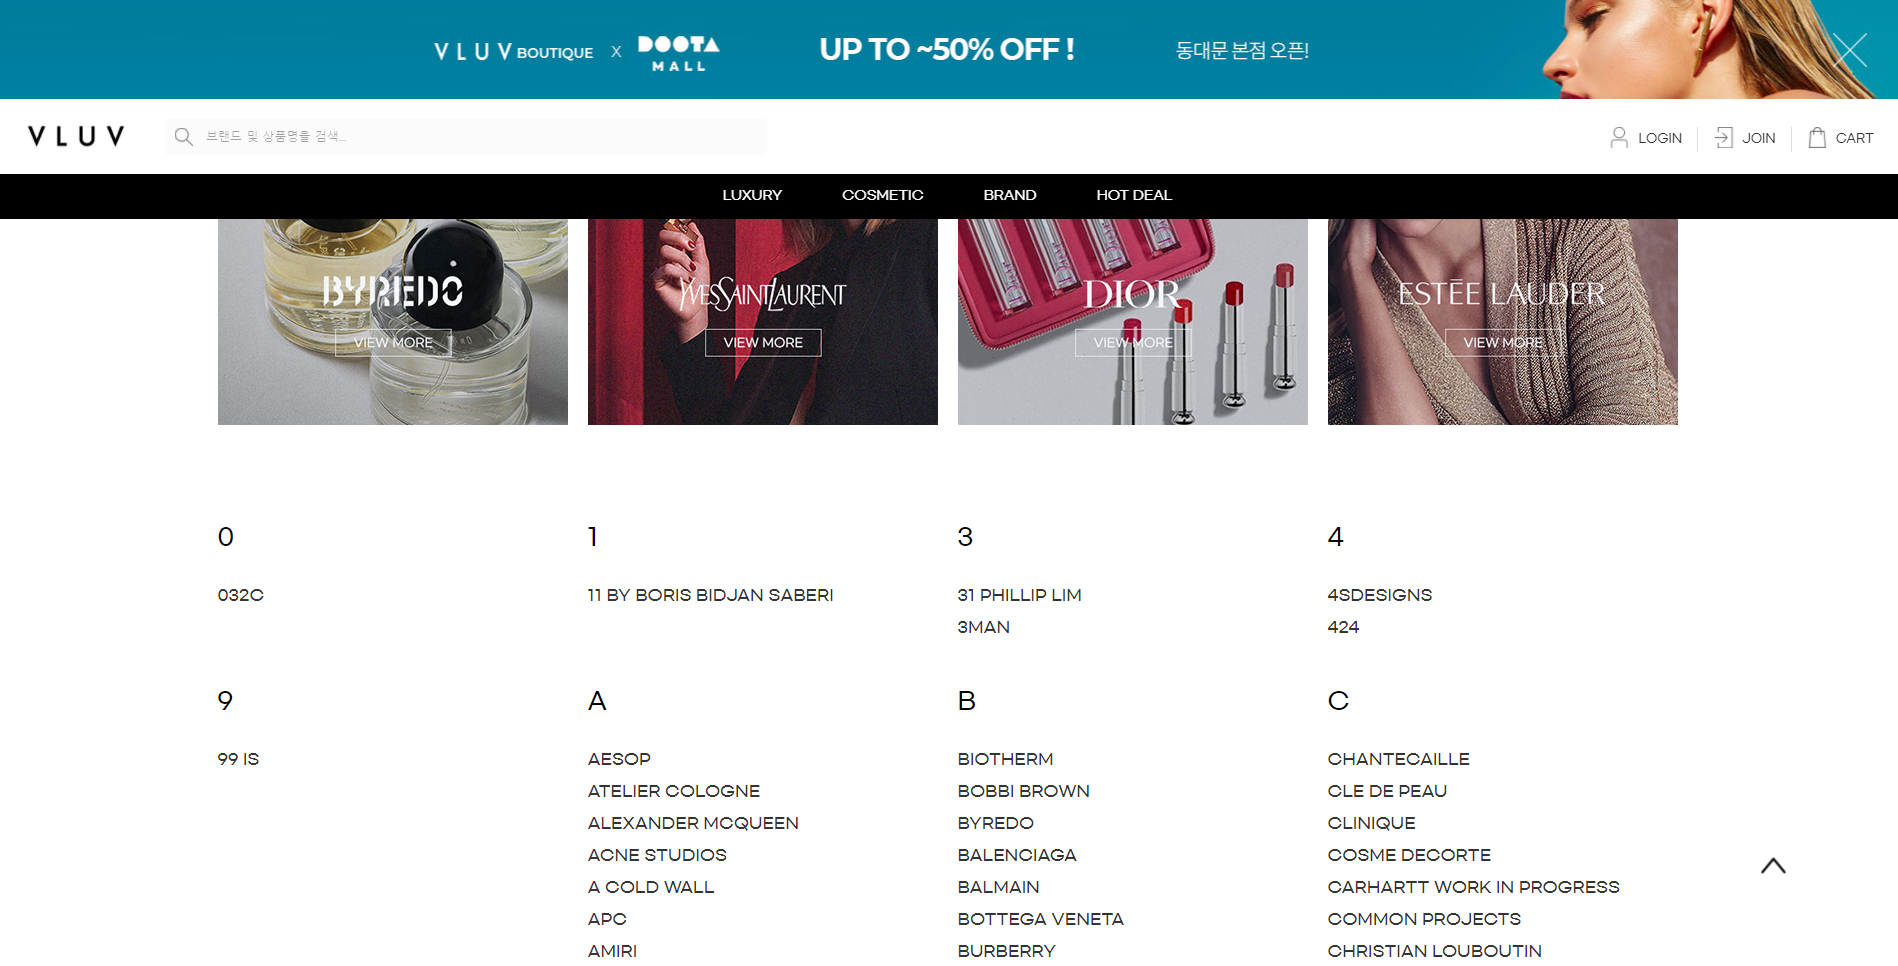 VLUV BOUTIQUE X DOOTA MALL
UP TO ~50% OFF !
동대문 본점 오픈!
VLUV
브랜드 및 상품명을 검색...
LOGIN
JOIN
CART
LUXURY
COSMETIC
BRAND
HOT DEAL
BYREDO
VIEW MORE
YVESSAINTLAURENT
VIEW MORE
DIOR
VIEW MORE
ESTĒE LAUDER
VIEW MORE
0
032C
1
11 BY BORIS BIDJAN SABERI
3
31 PHILLIP LIM
3MAN
4
4SDESIGNS
424
9
99 IS
A
AESOP
ATELIER COLOGNE
ALEXANDER MCQUEEN
ACNE STUDIOS
A COLD WALL
APC
AMIRI
B
BIOTHERM
BOBBI BROWN
BYREDO
BALENCIAGA
BALMAIN
BOTTEGA VENETA
BURBERRY
C
CHANTECAILLE
CLE DE PEAU
CLINIQUE
COSME DECORTE
CARHARTT WORK IN PROGRESS
COMMON PROJECTS
CHRISTIAN LOUBOUTIN